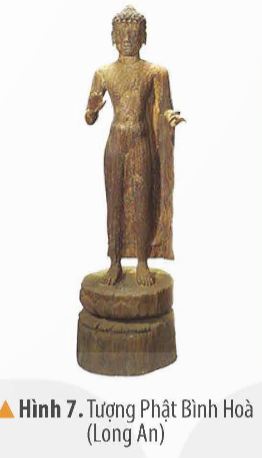 ▲ Hình 7. Tượng Phật Bình Hoà
(Long An)